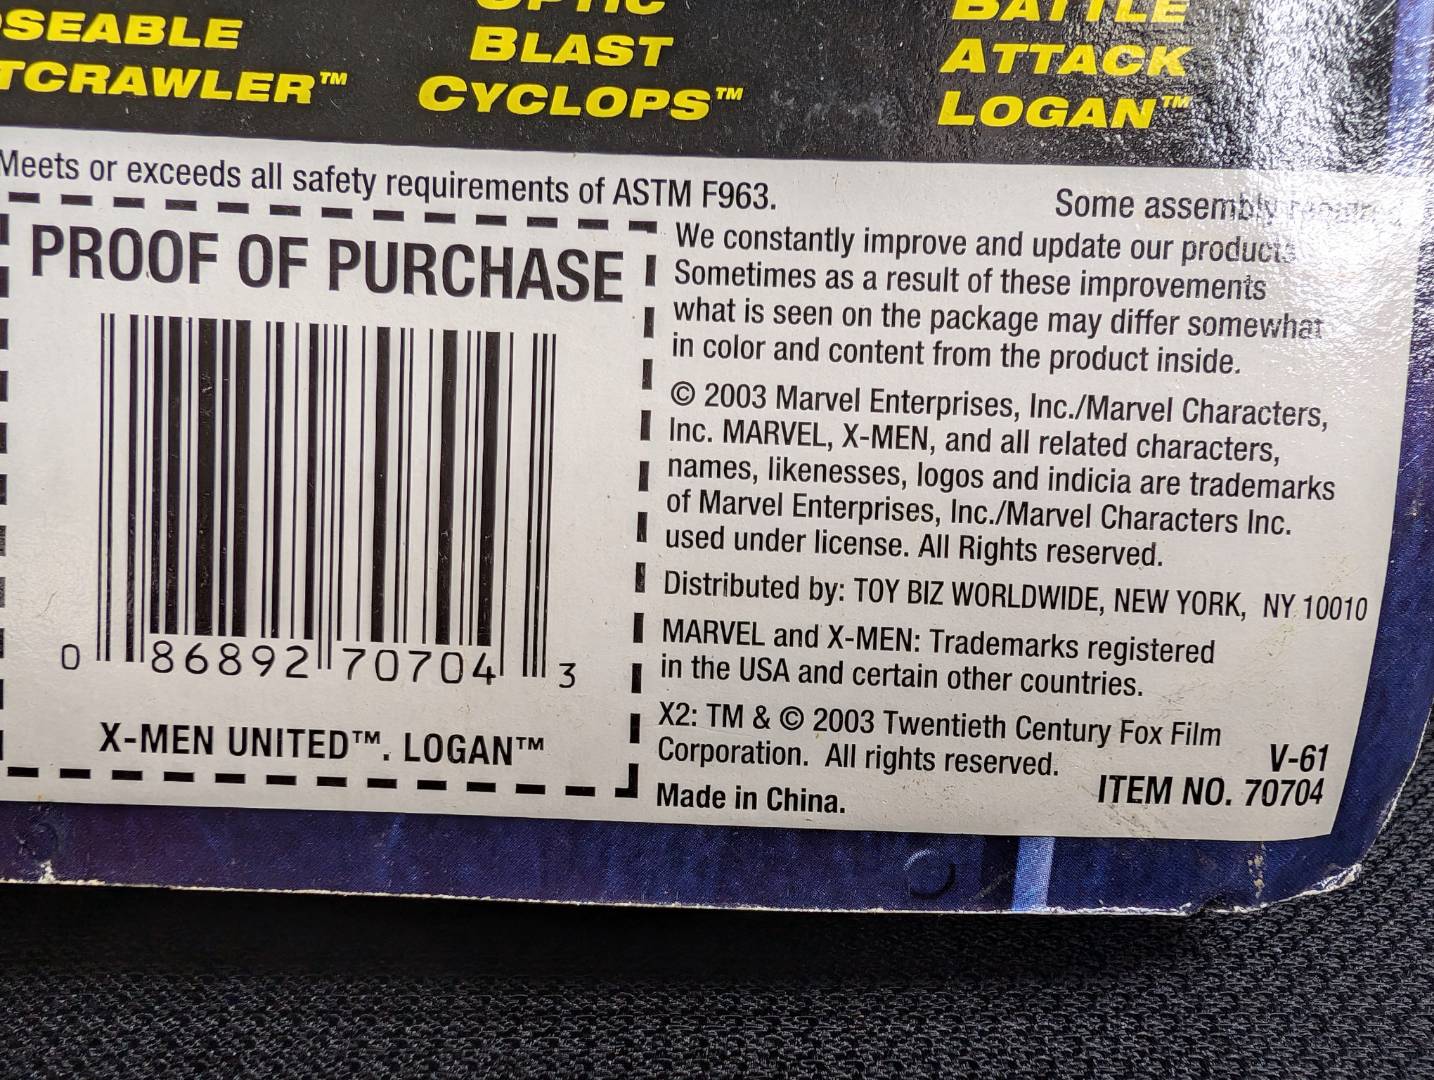 OPTIC
BATTLE
SEABLE
BLAST
ATTACK
TCRAWLER™
CYCLOPS™
LOGAN™
Meets or exceeds all safety requirements of ASTM F963.
Some assembly
PROOF OF PURCHASE
We constantly improve and update our products
Sometimes as a result of these improvements
what is seen on the package may differ somewhat
in color and content from the product inside.
© 2003 Marvel Enterprises, Inc./Marvel Characters,
Inc. MARVEL, X-MEN, and all related characters,
names, likenesses, logos and indicia are trademarks
of Marvel Enterprises, Inc./Marvel Characters Inc.
used under license. All Rights reserved.
Distributed by: TOY BIZ WORLDWIDE, NEW YORK, NY 10010
MARVEL and X-MEN: Trademarks registered
in the USA and certain other countries.
0 86892 70704 3
X2: TM & © 2003 Twentieth Century Fox Film
Corporation. All rights reserved.
X-MEN UNITED™. LOGAN™
V-61
ITEM NO. 70704
Made in China.